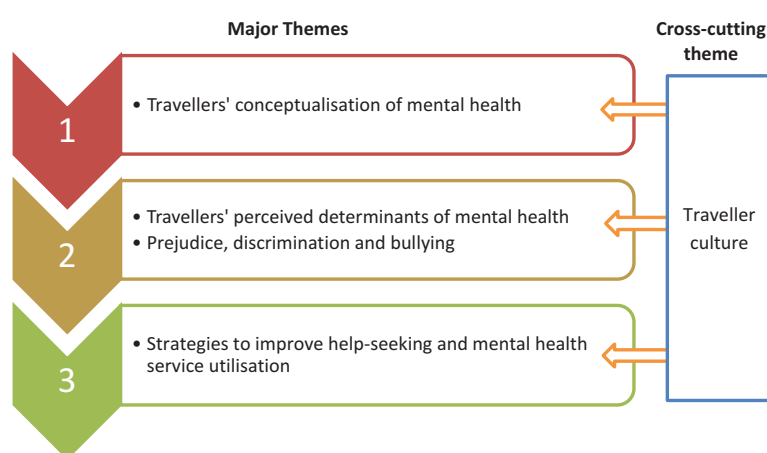 Major Themes
Cross-cutting
theme
1
• Travellers' conceptualisation of mental health
2
• Travellers' perceived determinants of mental health
• Prejudice, discrimination and bullying
3
• Strategies to improve help-seeking and mental health
service utilisation
Traveller
culture